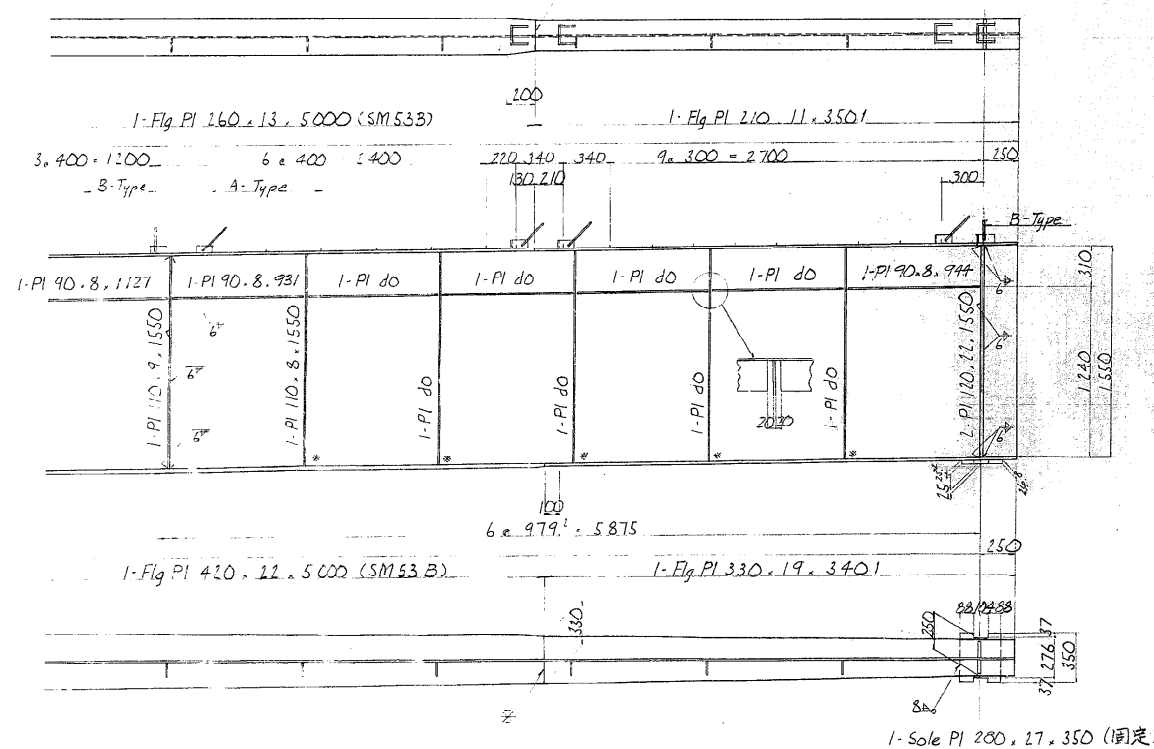 200
1-Flg Pl 260 × 13 × 5000 (SM53B)
1-Flg Pl 210 × 11 × 3501
3 @ 400 = 1200
6 @ 400 = 2400
220 340 340
9 @ 300 = 2700
250
B-Type
A-Type
130 210
300
B-Type
1-Pl 90 × 8 × 1127
1-Pl 90 × 8 × 931
1-Pl do
1-Pl do
1-Pl do
1-Pl do
1-Pl 90 × 8 × 944
310
1-Pl 110 × 9 × 1550
6
6
6
1-Pl 110 × 8 × 1550
1-Pl do
1-Pl do
1-Pl do
1-Pl do
20 20
2-Pl 120 × 22 × 1550
6
6
6
1240
1550
*
*
*
*
*
100
6 @ 979.² = 5875
250
1-Flg Pl 420 × 22 × 5000 (SM53B)
1-Flg Pl 330 × 19 × 3401
330
250
88 104 88
37
276
37
350
8
1-Sole Pl 280 × 27 × 350 (固定